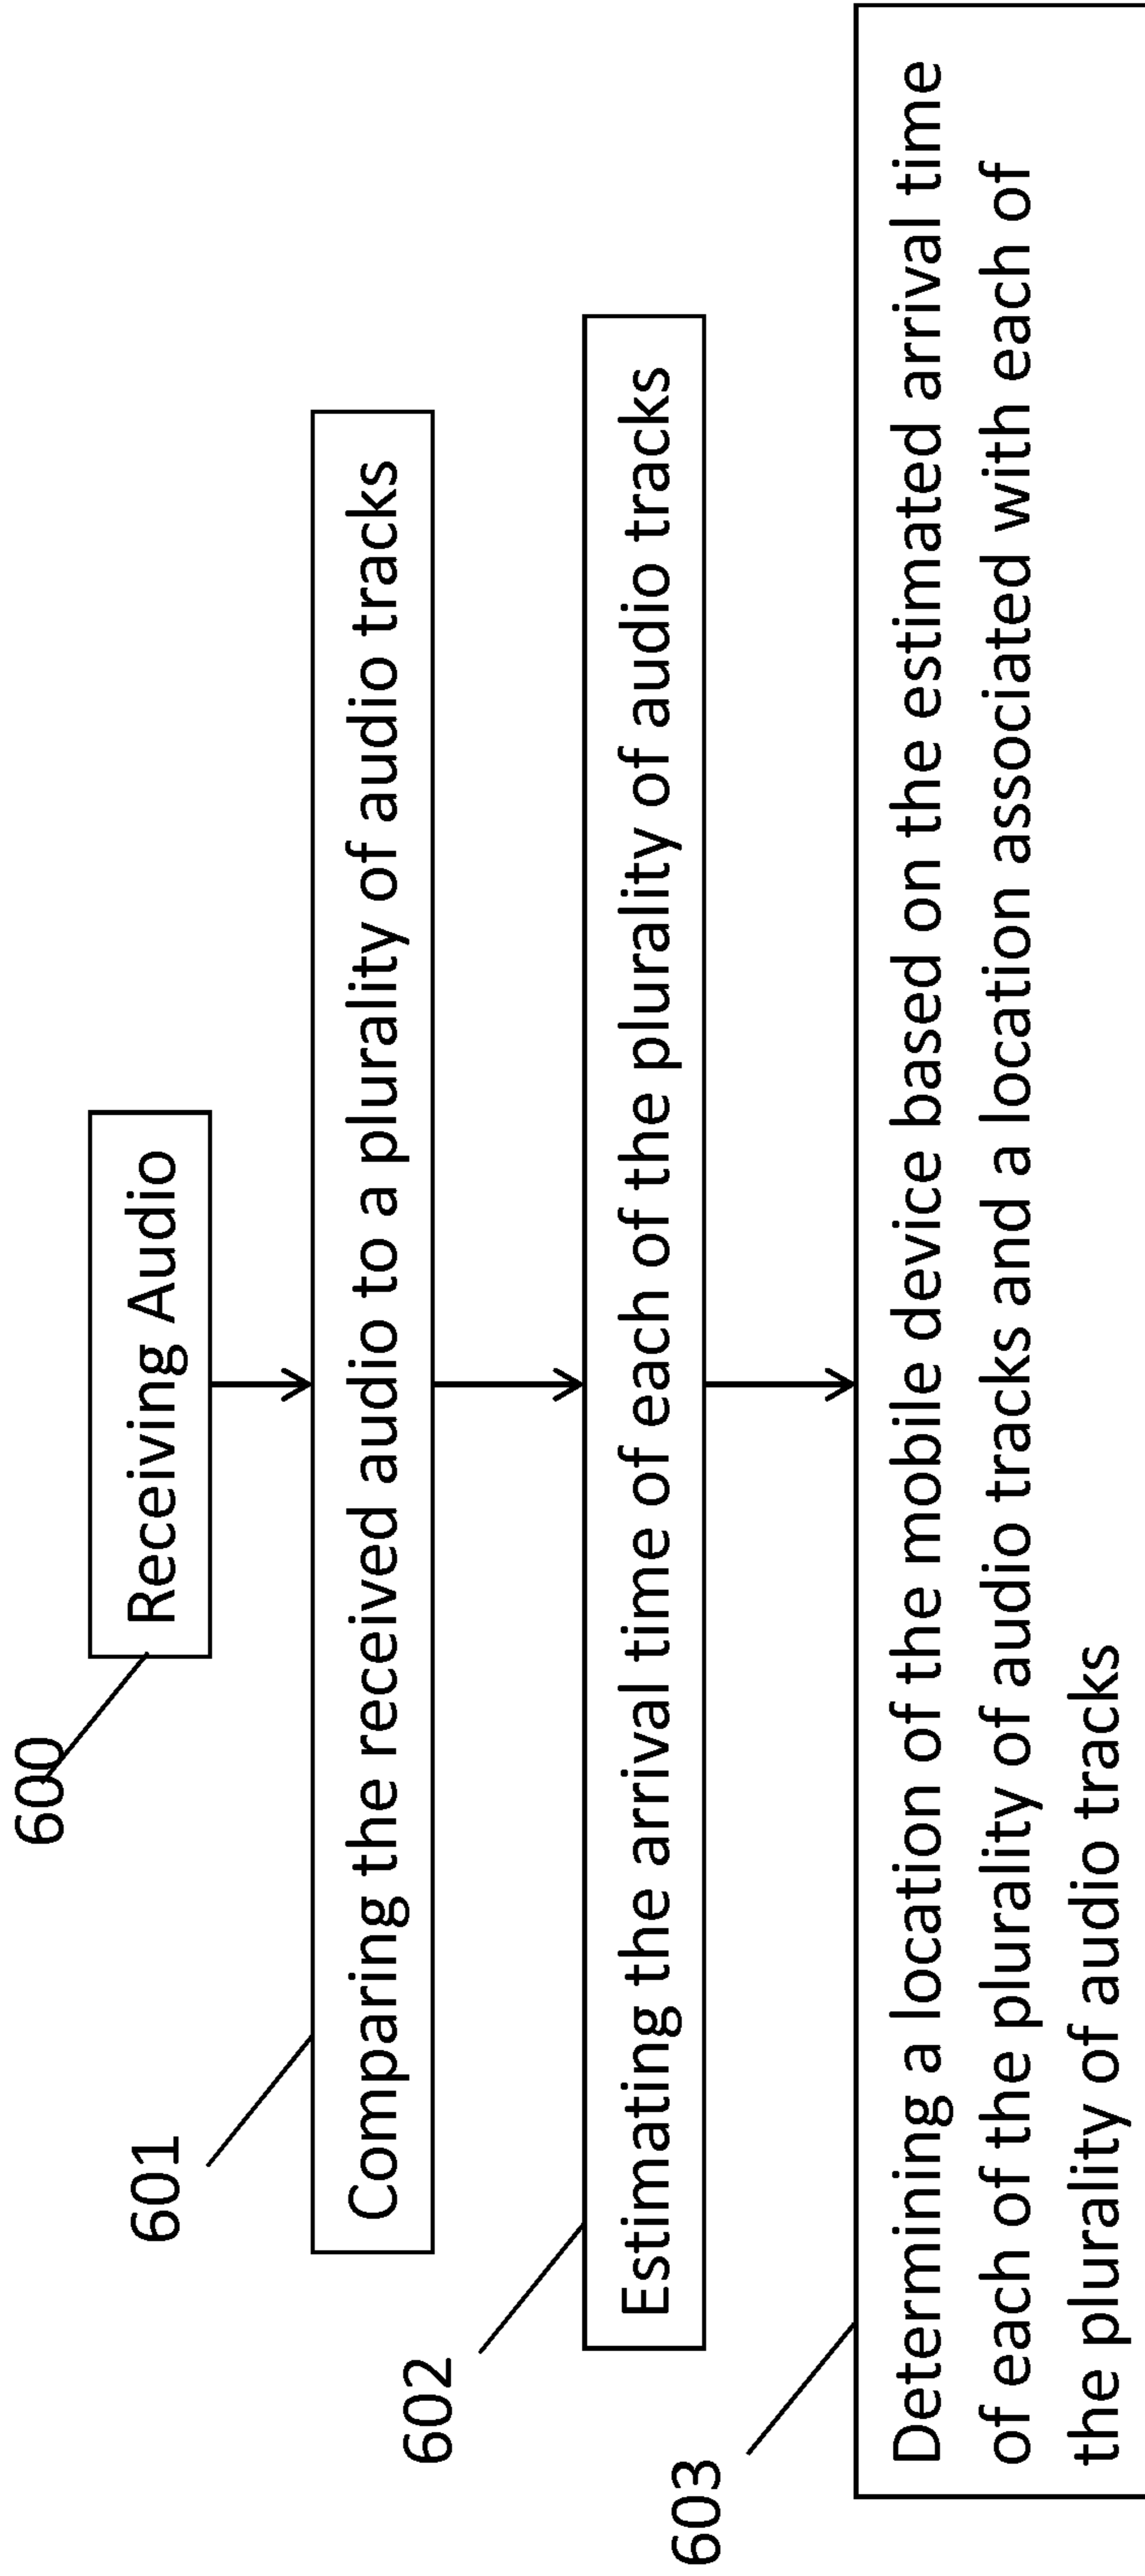 600
Receiving Audio
601
Comparing the received audio to a plurality of audio tracks
602
Estimating the arrival time of each of the plurality of audio tracks
603
Determining a location of the mobile device based on the estimated arrival time
of each of the plurality of audio tracks and a location associated with each of
the plurality of audio tracks